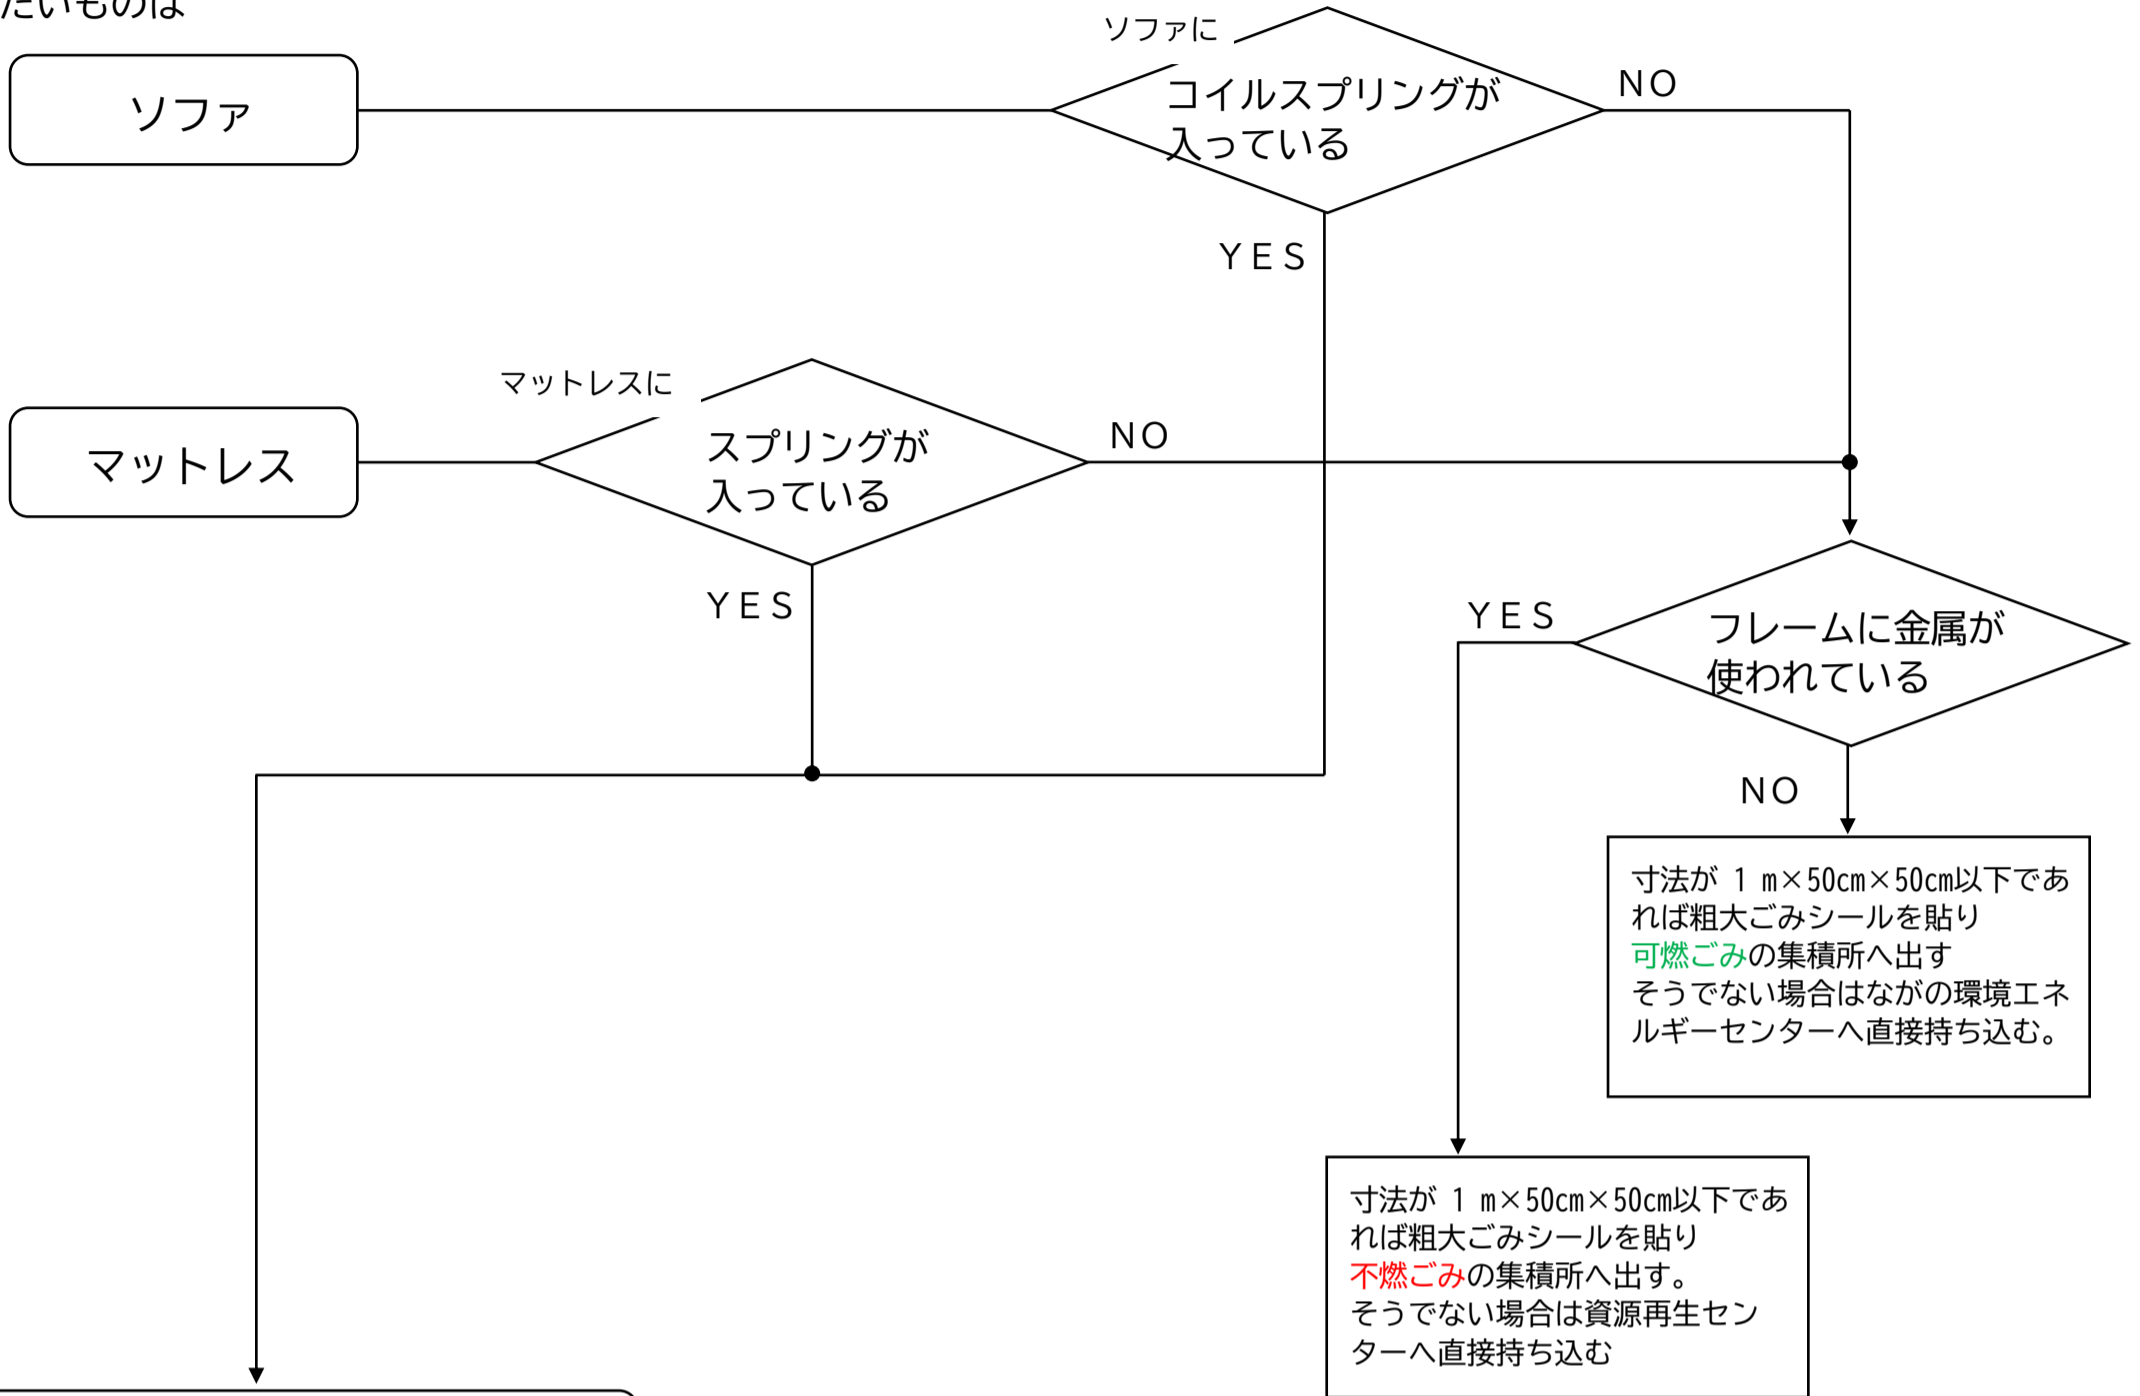 たいものは
ソファ
ソファに
コイルスプリングが
入っている
NO
YES
マットレス
マットレスに
スプリングが
入っている
NO
YES
フレームに金属が
使われている
YES
NO
寸法が 1 m×50cm×50cm以下であ
れば粗大ごみシールを貼り
可燃ごみの集積所へ出す
そうでない場合はながの環境エネ
ルギーセンターへ直接持ち込む。
寸法が 1 m×50cm×50cm以下であ
れば粗大ごみシールを貼り
不燃ごみの集積所へ出す。
そうでない場合は資源再生セン
ターへ直接持ち込む